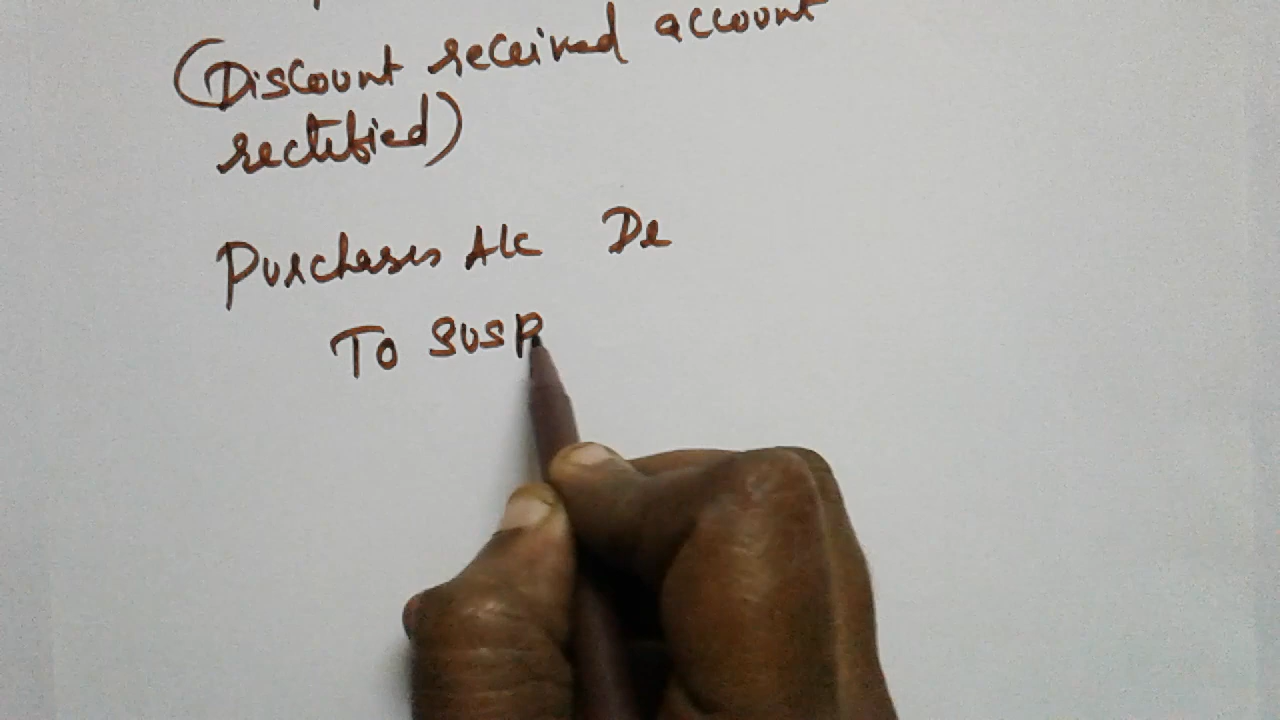 (Discount received account
rectified)
Purchases A/c Dr
To SUSP